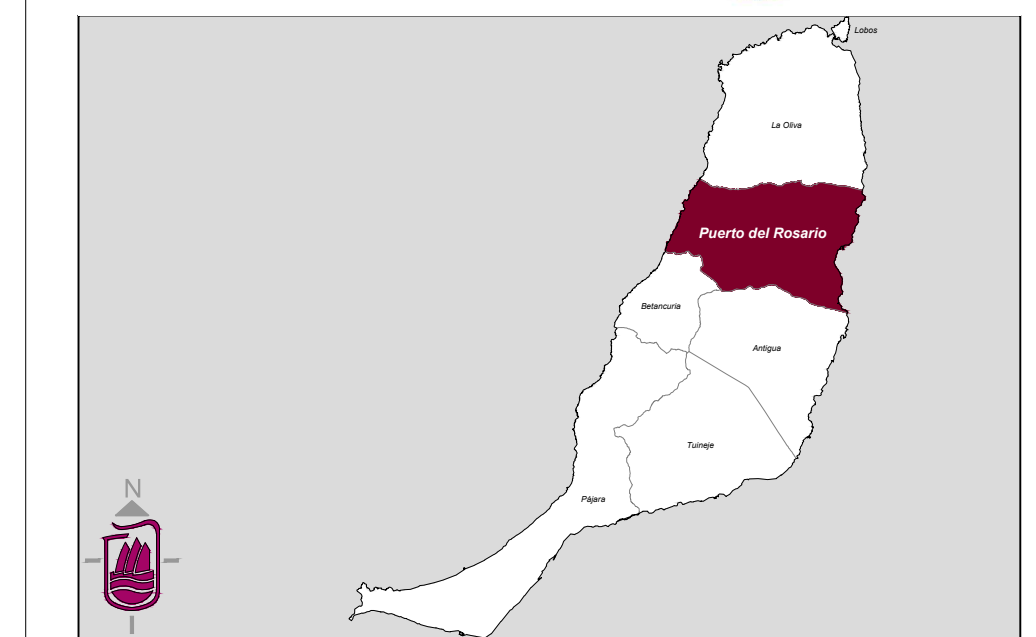 Lobos
La Oliva
Puerto del Rosario
Betancuria
Antigua
Tuineje
Pájara
N